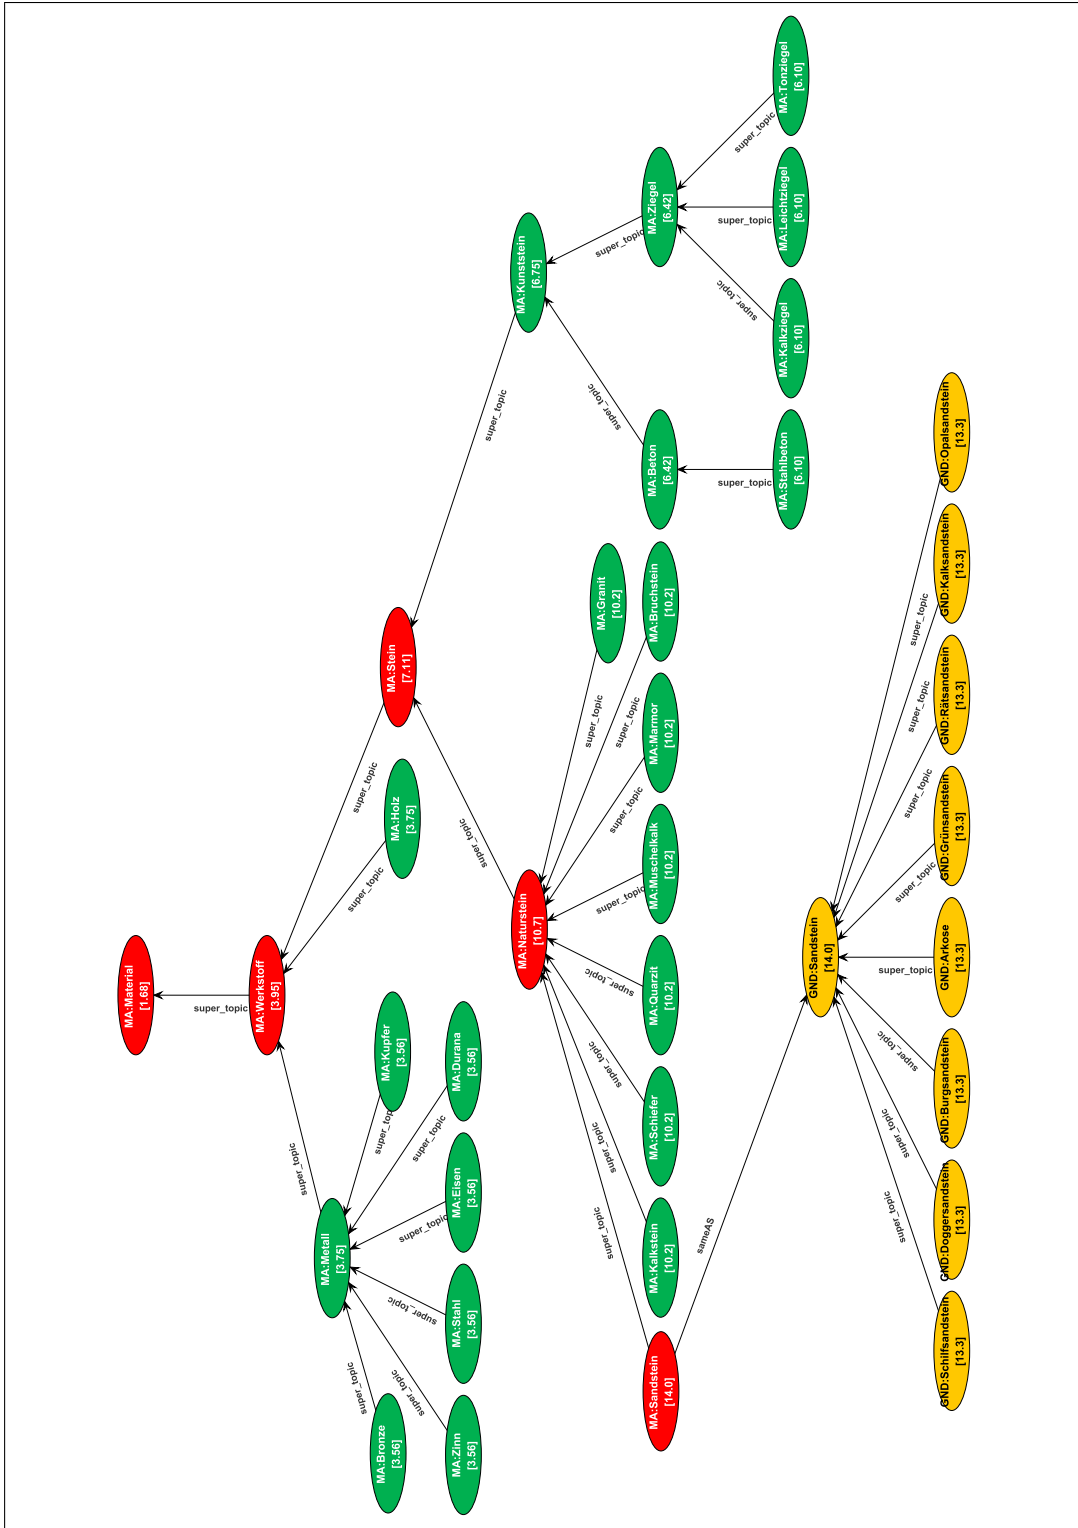 MA:Material
[1.68]
super_topic
MA:Werkstoff
[3.95]
super_topic
super_topic
super_topic
MA:Metall
[3.75]
MA:Holz
[3.75]
MA:Stein
[7.11]
super_topic
super_topic
super_topic
super_topic
super_topic
super_topic
MA:Bronze
[3.56]
MA:Kupfer
[3.56]
MA:Zinn
[3.56]
MA:Stahl
[3.56]
MA:Eisen
[3.56]
MA:Durana
[3.56]
super_topic
super_topic
MA:Naturstein
[10.7]
MA:Kunststein
[6.75]
super_topic
super_topic
super_topic
super_topic
super_topic
super_topic
super_topic
super_topic
super_topic
super_topic
MA:Granit
[10.2]
MA:Sandstein
[14.0]
MA:Kalkstein
[10.2]
MA:Schiefer
[10.2]
MA:Quarzit
[10.2]
MA:Muschelkalk
[10.2]
MA:Marmor
[10.2]
MA:Bruchstein
[10.2]
MA:Beton
[6.42]
MA:Ziegel
[6.42]
sameAS
super_topic
super_topic
super_topic
super_topic
MA:Stahlbeton
[6.10]
MA:Kalkziegel
[6.10]
MA:Leichtziegel
[6.10]
MA:Tonziegel
[6.10]
GND:Sandstein
[14.0]
super_topic
super_topic
super_topic
super_topic
super_topic
super_topic
super_topic
super_topic
GND:Schilfsandstein
[13.3]
GND:Doggersandstein
[13.3]
GND:Burgsandstein
[13.3]
GND:Arkose
[13.3]
GND:Grünsandstein
[13.3]
GND:Rätsandstein
[13.3]
GND:Kalksandstein
[13.3]
GND:Opalsandstein
[13.3]